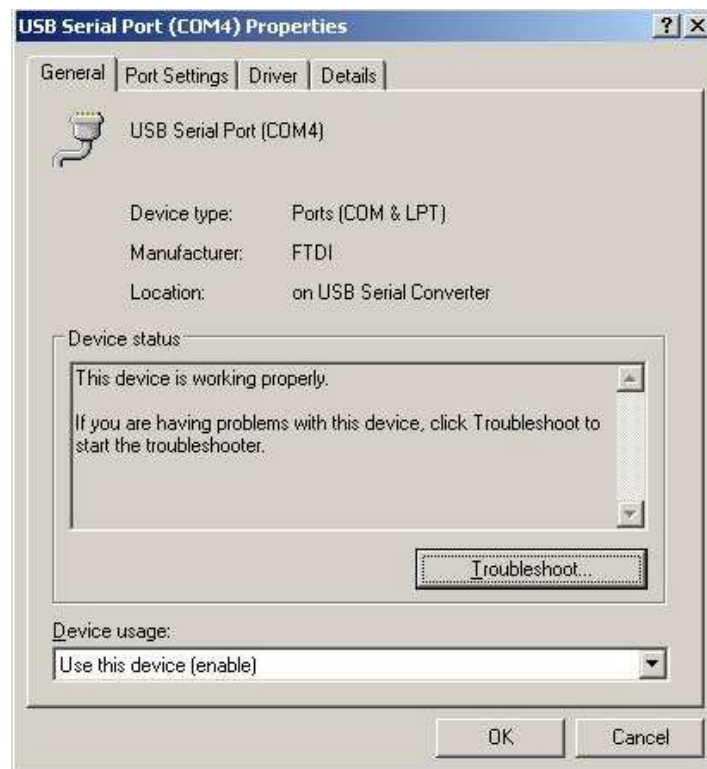 USB Serial Port (COM4) Properties
General Port Settings Driver Details
USB Serial Port (COM4)
Device type: Ports (COM & LPT)
Manufacturer: FTDI
Location: on USB Serial Converter
Device status
This device is working properly.
If you are having problems with this device, click Troubleshoot to
start the troubleshooter.
Troubleshoot...
Device usage:
Use this device (enable)
OK Cancel